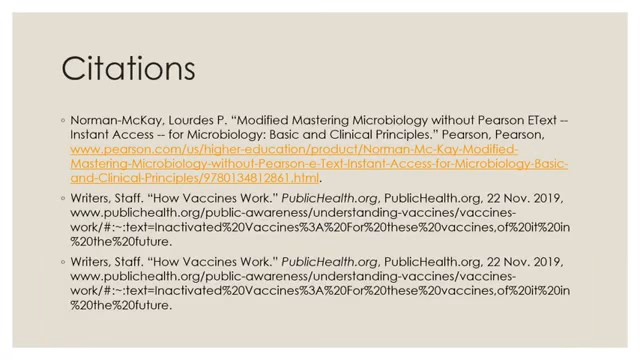 Citations
◦ Norman-McKay, Lourdes P. “Modified Mastering Microbiology without Pearson EText --
Instant Access -- for Microbiology: Basic and Clinical Principles.” Pearson, Pearson,
www.pearson.com/us/higher-education/product/Norman-Mc-Kay-Modified-
Mastering-Microbiology-without-Pearson-e-Text-Instant-Access-for-Microbiology-Basic-
and-Clinical-Principles/9780134812861.html.
◦ Writers, Staff. “How Vaccines Work.” PublicHealth.org, PublicHealth.org, 22 Nov. 2019,
www.publichealth.org/public-awareness/understanding-vaccines/vaccines-
work/#:~:text=Inactivated%20Vaccines%3A%20For%20these%20vaccines,of%20it%20in
%20the%20future.
◦ Writers, Staff. “How Vaccines Work.” PublicHealth.org, PublicHealth.org, 22 Nov. 2019,
www.publichealth.org/public-awareness/understanding-vaccines/vaccines-
work/#:~:text=Inactivated%20Vaccines%3A%20For%20these%20vaccines,of%20it%20in
%20the%20future.